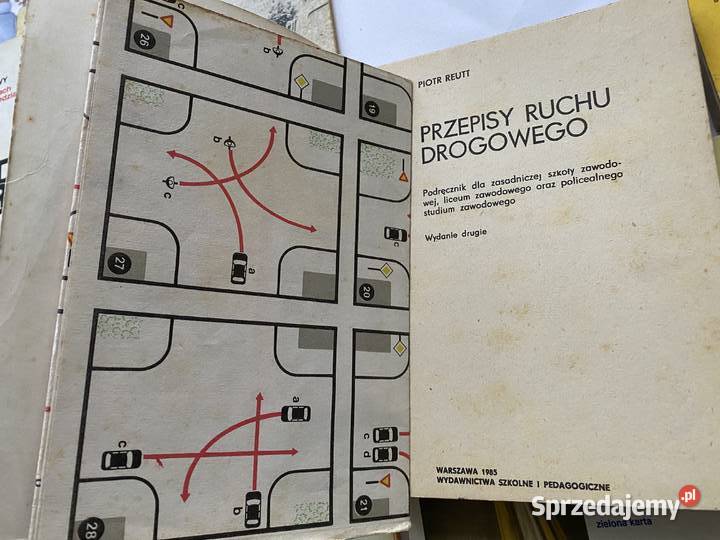 PIOTR REUTT
PRZEPISY RUCHU
DROGOWEGO
Podręcznik dla zasadniczej szkoły zawodo-
wej, liceum zawodowego oraz policealnego
studium zawodowego
Wydanie drugie
WARSZAWA 1985
WYDAWNICTWA SZKOLNE I PEDAGOGICZNE
26
c
b
19
b
c
a
27
c
20
a
c
b
28
c
d
21
zielona karta
Sprzedajemy.pl